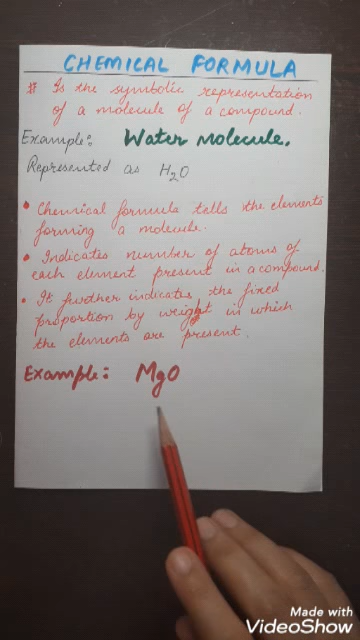 CHEMICAL FORMULA
# Is the symbolic representation
of a molecule of a compound.
Example:- Water Molecule.
Represented as H₂O
• Chemical formula tells the elements
forming a molecule.
• Indicates number of atoms of
each element present in a compound.
• It further indicates the fixed
proportion by weight in which
the elements are present.
Example: MgO
Made with
VideoShow